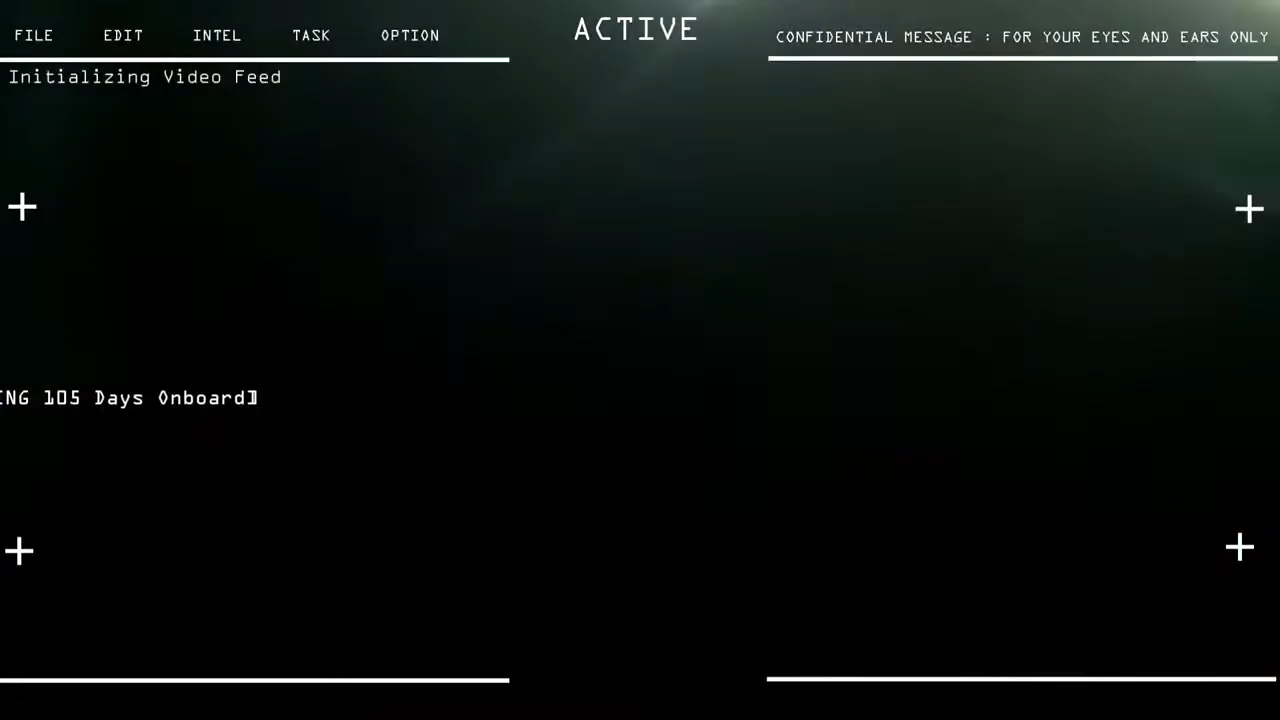 FILE EDIT INTEL TASK OPTION
ACTIVE
CONFIDENTIAL MESSAGE : FOR YOUR EYES AND EARS ONLY
Initializing Video Feed
NG 105 Days Onboard]